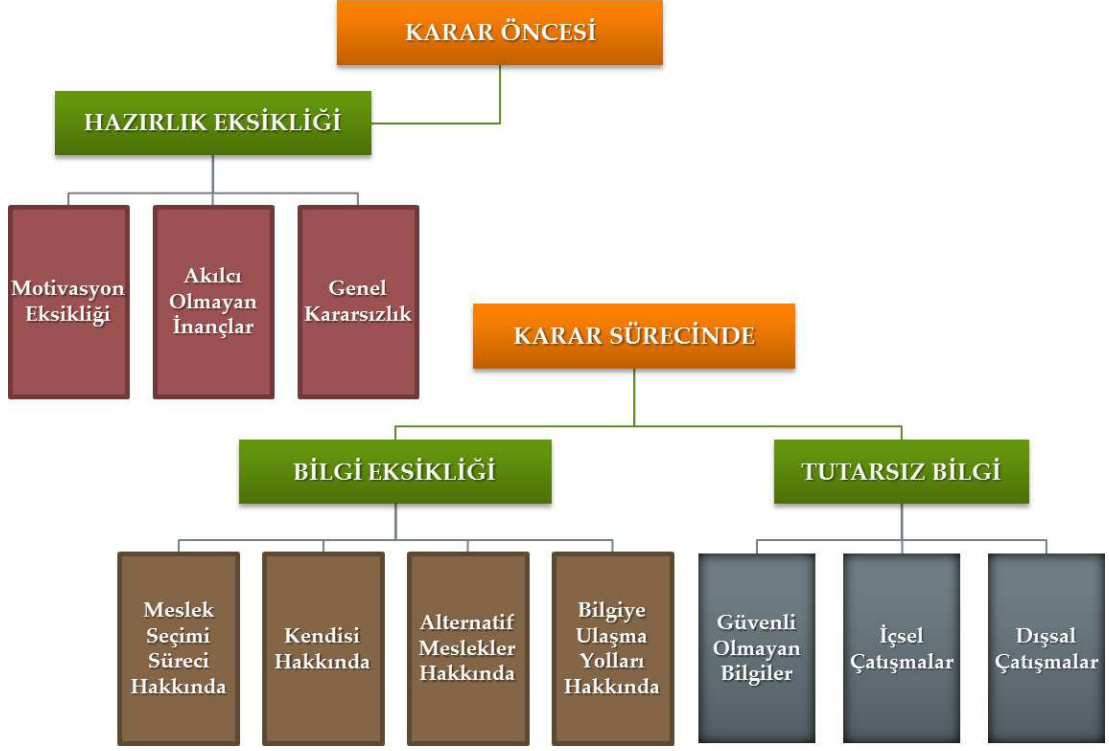 KARAR ÖNCESİ
HAZIRLIK EKSİKLİĞİ
Motivasyon
Eksikliği
Akılcı
Olmayan
İnançlar
Genel
Kararsızlık
KARAR SÜRECİNDE
BİLGİ EKSİKLİĞİ
TUTARSIZ BİLGİ
Meslek
Seçimi
Süreci
Hakkında
Kendisi
Hakkında
Alternatif
Meslekler
Hakkında
Bilgiye
Ulaşma
Yolları
Hakkında
Güvenli
Olmayan
Bilgiler
İçsel
Çatışmalar
Dışsal
Çatışmalar